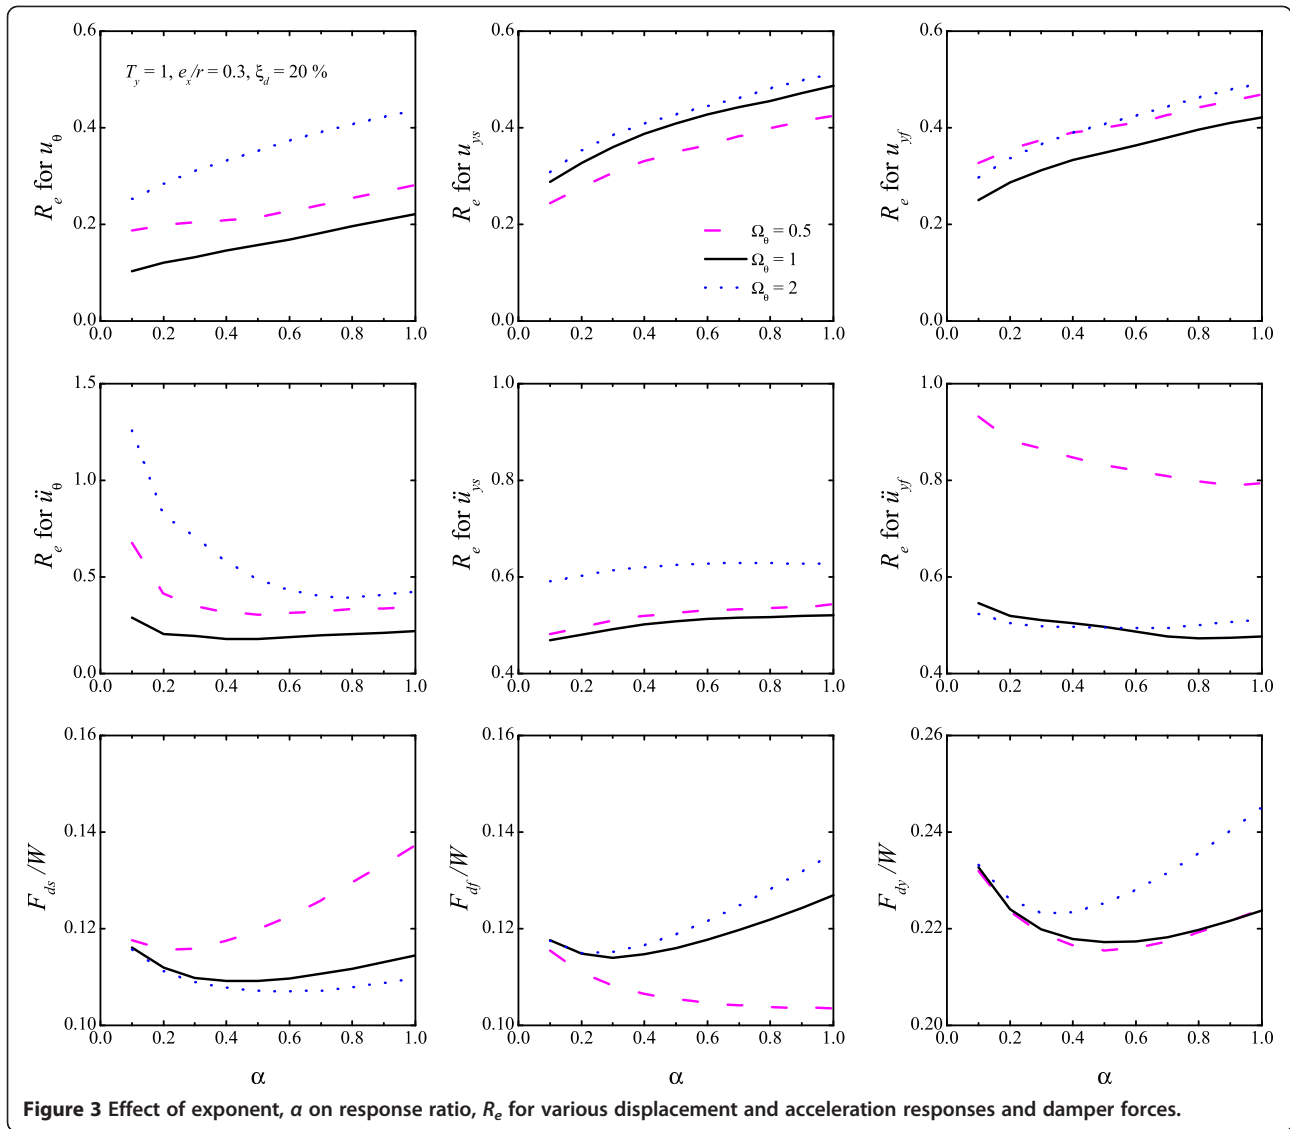 0.6
0.4
0.2
0.0
R_e for u_θ
T_y = 1, e_x/r = 0.3, ξ_d = 20 %
0.0 0.2 0.4 0.6 0.8 1.0
0.6
0.4
0.2
0.0
R_e for u_ys
Ω_θ = 0.5
Ω_θ = 1
Ω_θ = 2
0.0 0.2 0.4 0.6 0.8 1.0
0.6
0.4
0.2
0.0
R_e for u_yf
0.0 0.2 0.4 0.6 0.8 1.0
1.5
1.0
0.5
0.0
R_e for ü_θ
0.0 0.2 0.4 0.6 0.8 1.0
1.0
0.8
0.6
0.4
R_e for ü_ys
0.0 0.2 0.4 0.6 0.8 1.0
1.0
0.8
0.6
0.4
R_e for ü_yf
0.0 0.2 0.4 0.6 0.8 1.0
0.16
0.14
0.12
0.10
F_ds /W
0.0 0.2 0.4 0.6 0.8 1.0
α
0.16
0.14
0.12
0.10
F_df /W
0.0 0.2 0.4 0.6 0.8 1.0
α
0.26
0.24
0.22
0.20
F_dy /W
0.0 0.2 0.4 0.6 0.8 1.0
α
Figure 3 Effect of exponent, α on response ratio, R_e for various displacement and acceleration responses and damper forces.